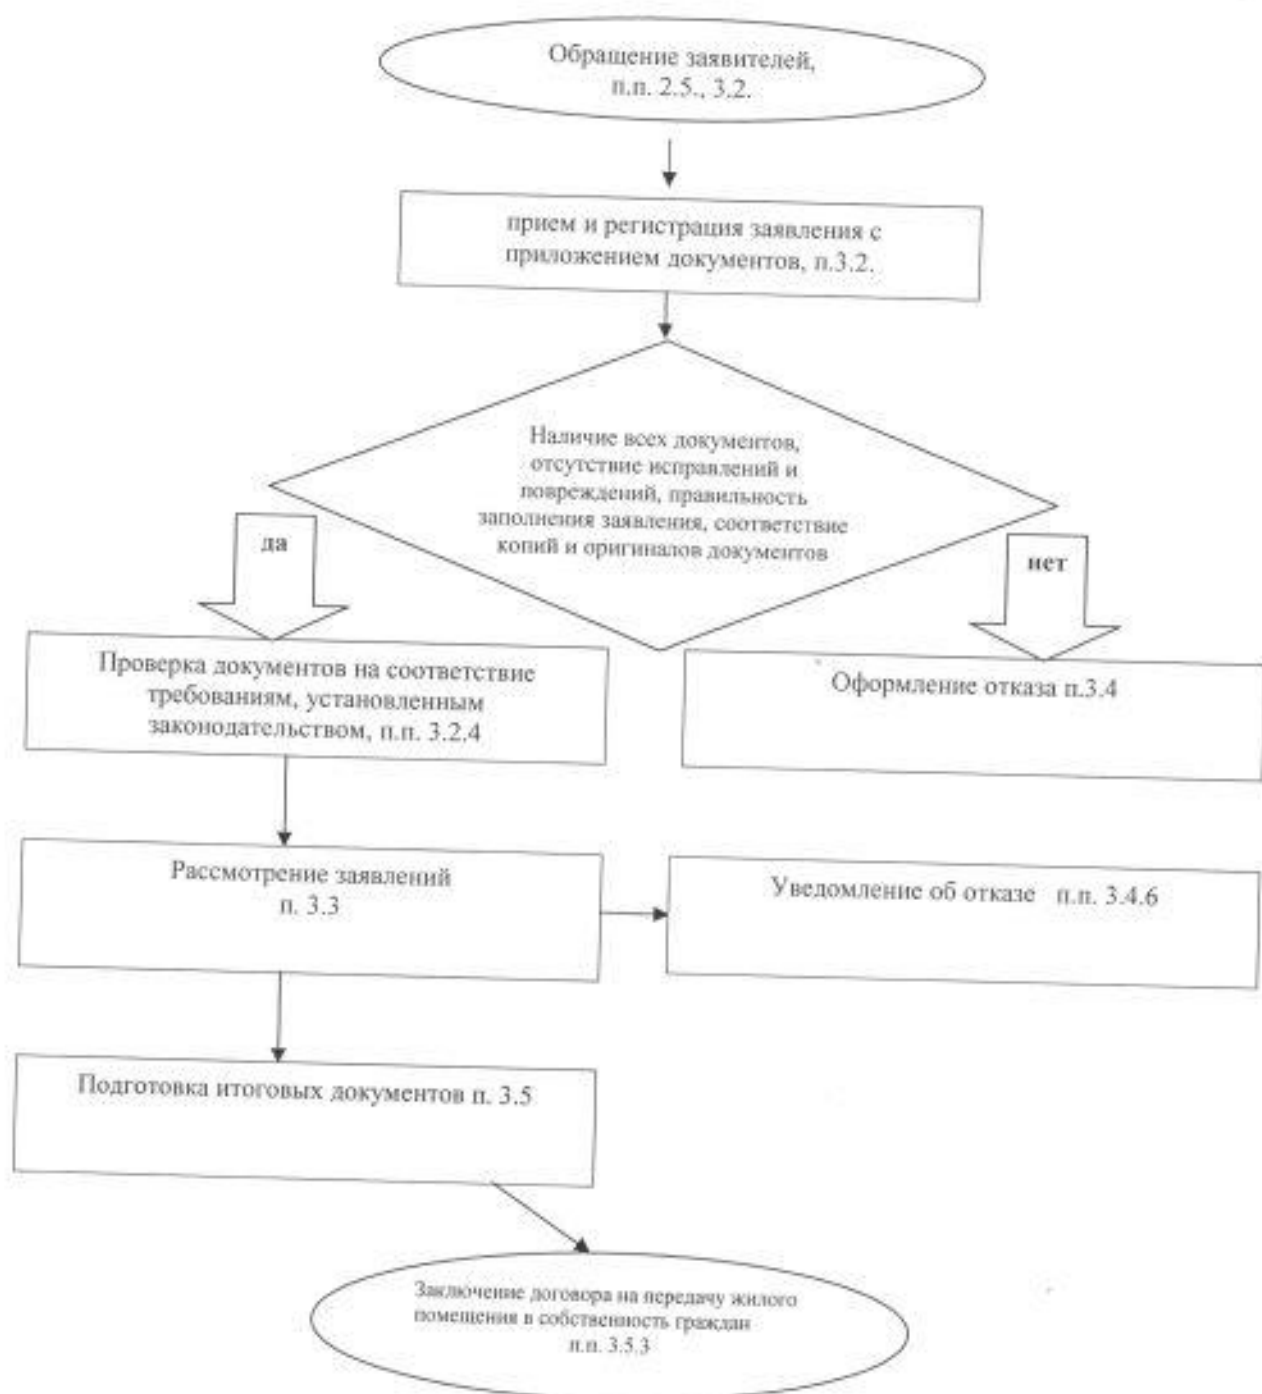 Обращение заявителей,
п.п. 2.5., 3.2.
прием и регистрация заявления с
приложением документов, п.3.2.
Наличие всех документов,
отсутствие исправлений и
повреждений, правильность
заполнения заявления, соответствие
копий и оригиналов документов
да
нет
Проверка документов на соответствие
требованиям, установленным
законодательством, п.п. 3.2.4
Оформление отказа п.3.4
Рассмотрение заявлений
п. 3.3
Уведомление об отказе п.п. 3.4.6
Подготовка итоговых документов п. 3.5
Заключение договора на передачу жилого
помещения в собственность граждан
п.п. 3.5.3